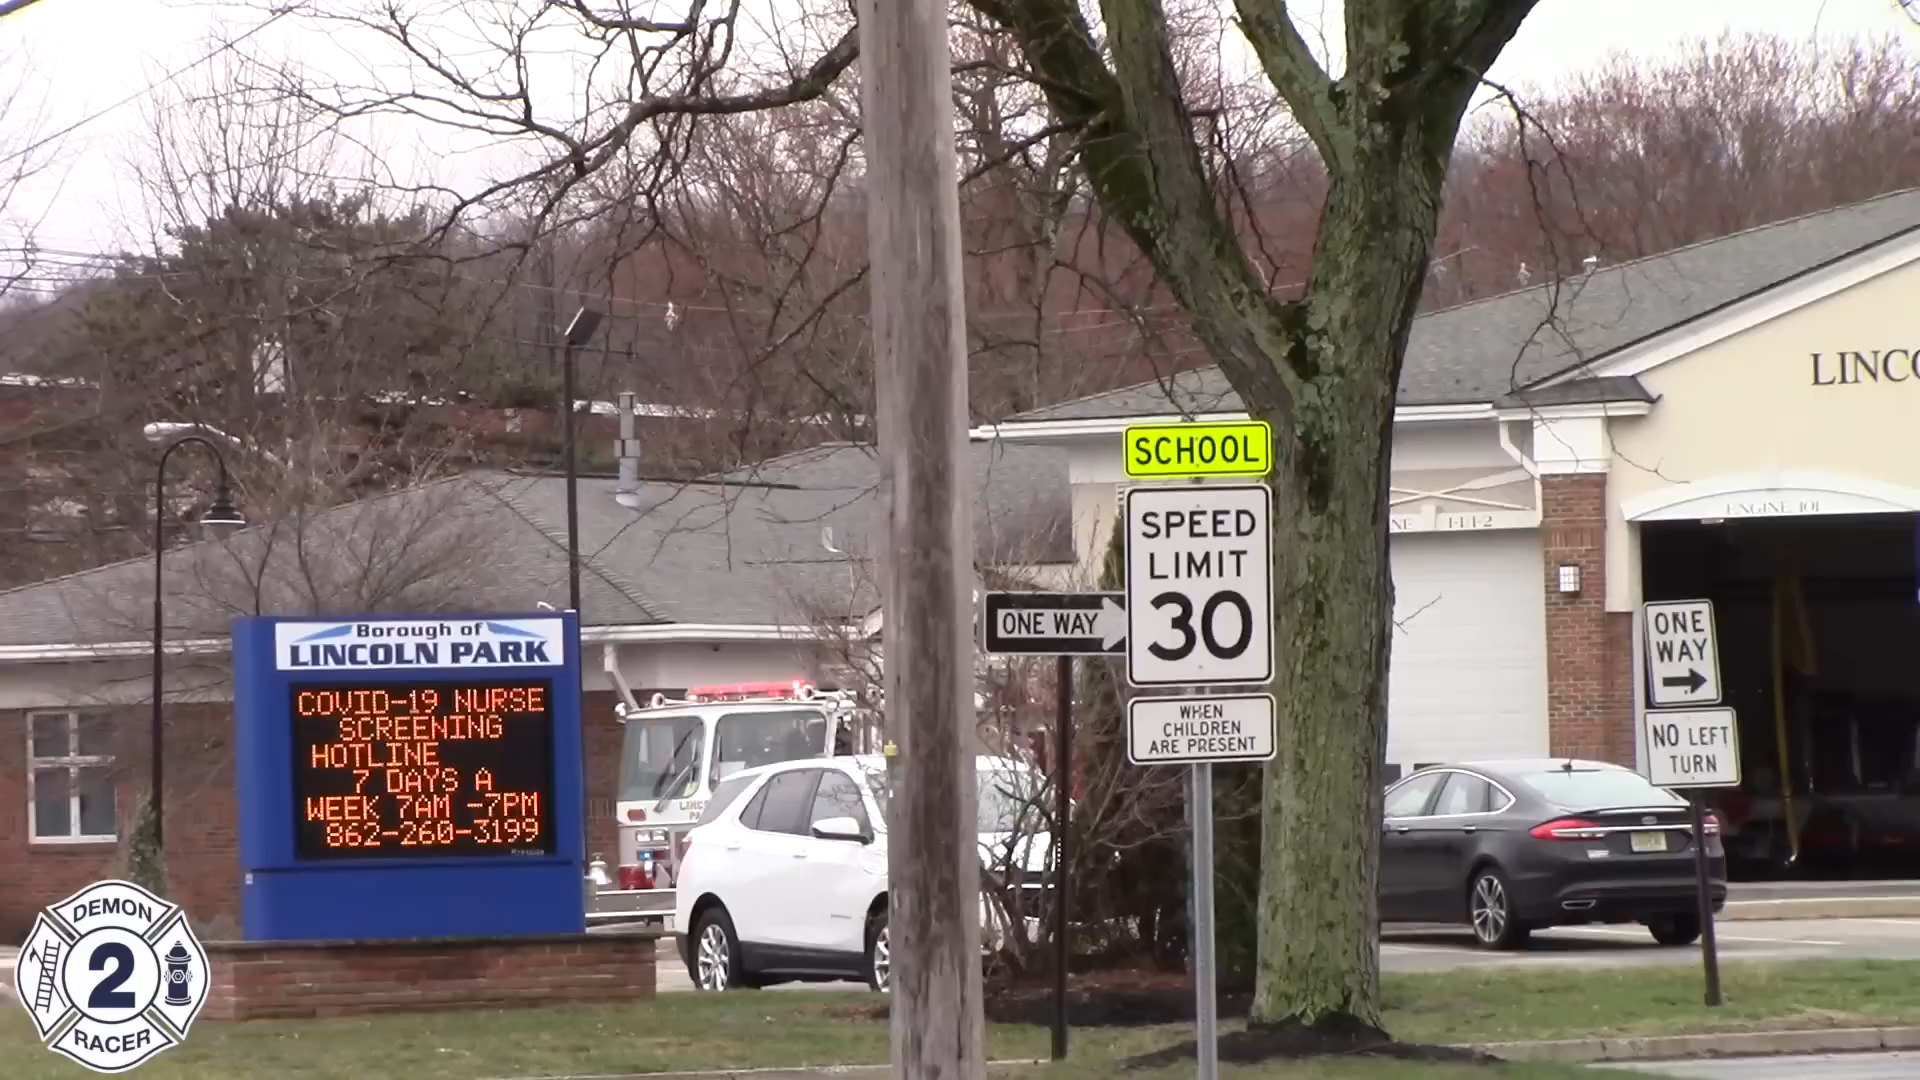 LINCO
SCHOOL
SPEED
LIMIT
30
WHEN
CHILDREN
ARE PRESENT
ONE WAY
ENGINE 101
ONE
WAY
NO LEFT
TURN
Borough of
LINCOLN PARK
COVID-19 NURSE
SCREENING
HOTLINE
7 DAYS A
WEEK 7AM -7PM
862-260-3199
DEMON
2
RACER